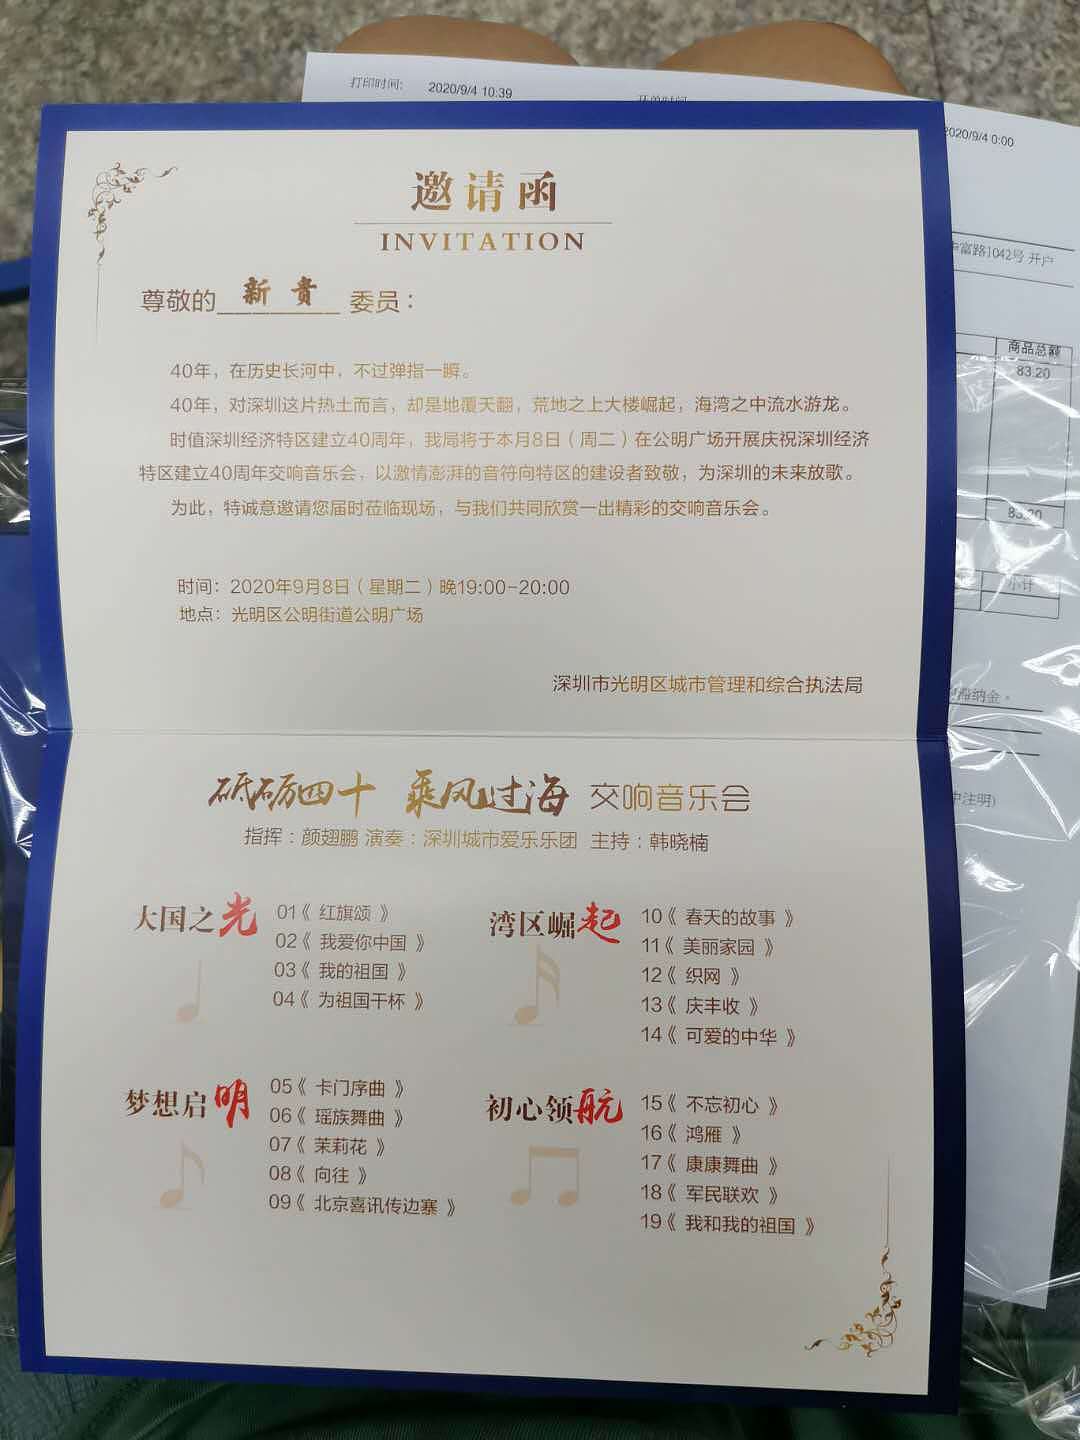 打印时间: 2020/9/4 10:39
2020/9/4 0:00
富路1042号 开户
商品总额
83.20
83.20
小计
滞纳金。
中注明)
邀请函
INVITATION
尊敬的 新贵 委员：
40年，在历史长河中，不过弹指一瞬。
40年，对深圳这片热土而言，却是地覆天翻，荒地之上大楼崛起，海湾之中流水游龙。
时值深圳经济特区建立40周年，我局将于本月8日（周二）在公明广场开展庆祝深圳经济
特区建立40周年交响音乐会，以激情澎湃的音符向特区的建设者致敬，为深圳的未来放歌。
为此，特诚意邀请您届时莅临现场，与我们共同欣赏一出精彩的交响音乐会。
时间：2020年9月8日（星期二）晚19:00-20:00
地点：光明区公明街道公明广场
深圳市光明区城市管理和综合执法局
砥砺四十 乘风过海 交响音乐会
指挥：颜翅鹏 演奏：深圳城市爱乐乐团 主持：韩晓楠
大国之光
01《 红旗颂 》
02《 我爱你中国 》
03《 我的祖国 》
04《 为祖国干杯 》
梦想启明
05《 卡门序曲 》
06《 瑶族舞曲 》
07《 茉莉花 》
08《 向往 》
09《 北京喜讯传边寨 》
湾区崛起
10《 春天的故事 》
11《 美丽家园 》
12《 织网 》
13《 庆丰收 》
14《 可爱的中华 》
初心领航
15《 不忘初心 》
16《 鸿雁 》
17《 康康舞曲 》
18《 军民联欢 》
19《 我和我的祖国 》